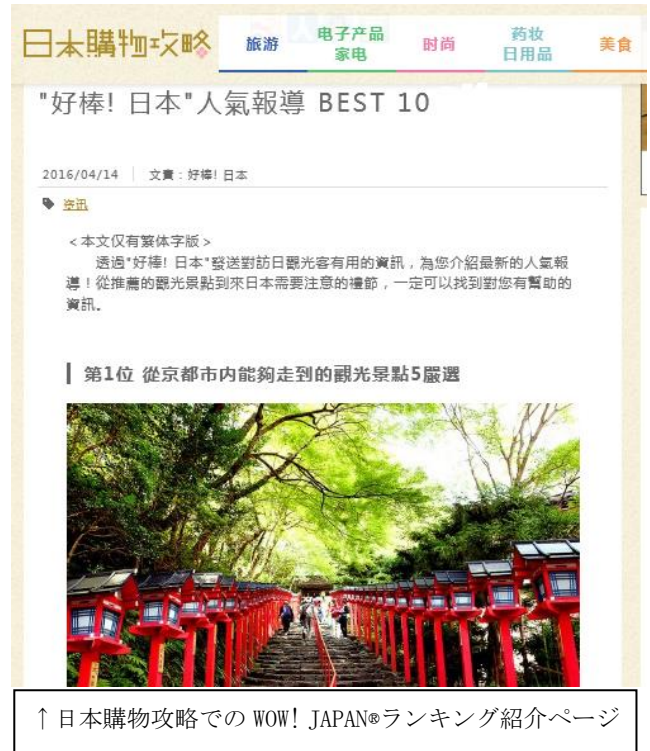 日本購物攻略
旅游
电子产品
家电
时尚
药妆
日用品
美食
"好棒! 日本"人氣報導 BEST 10
2016/04/14 | 文責：好棒! 日本
资讯
＜本文仅有繁体字版＞
透過"好棒! 日本"發送對訪日觀光客有用的資訊，為您介紹最新的人氣報
導！從推薦的觀光景點到來日本需要注意的禮節，一定可以找到對您有幫助的
資訊。
第1位 從京都市内能夠走到的觀光景點5嚴選
↑日本購物攻略での WOW! JAPAN®ランキング紹介ページ